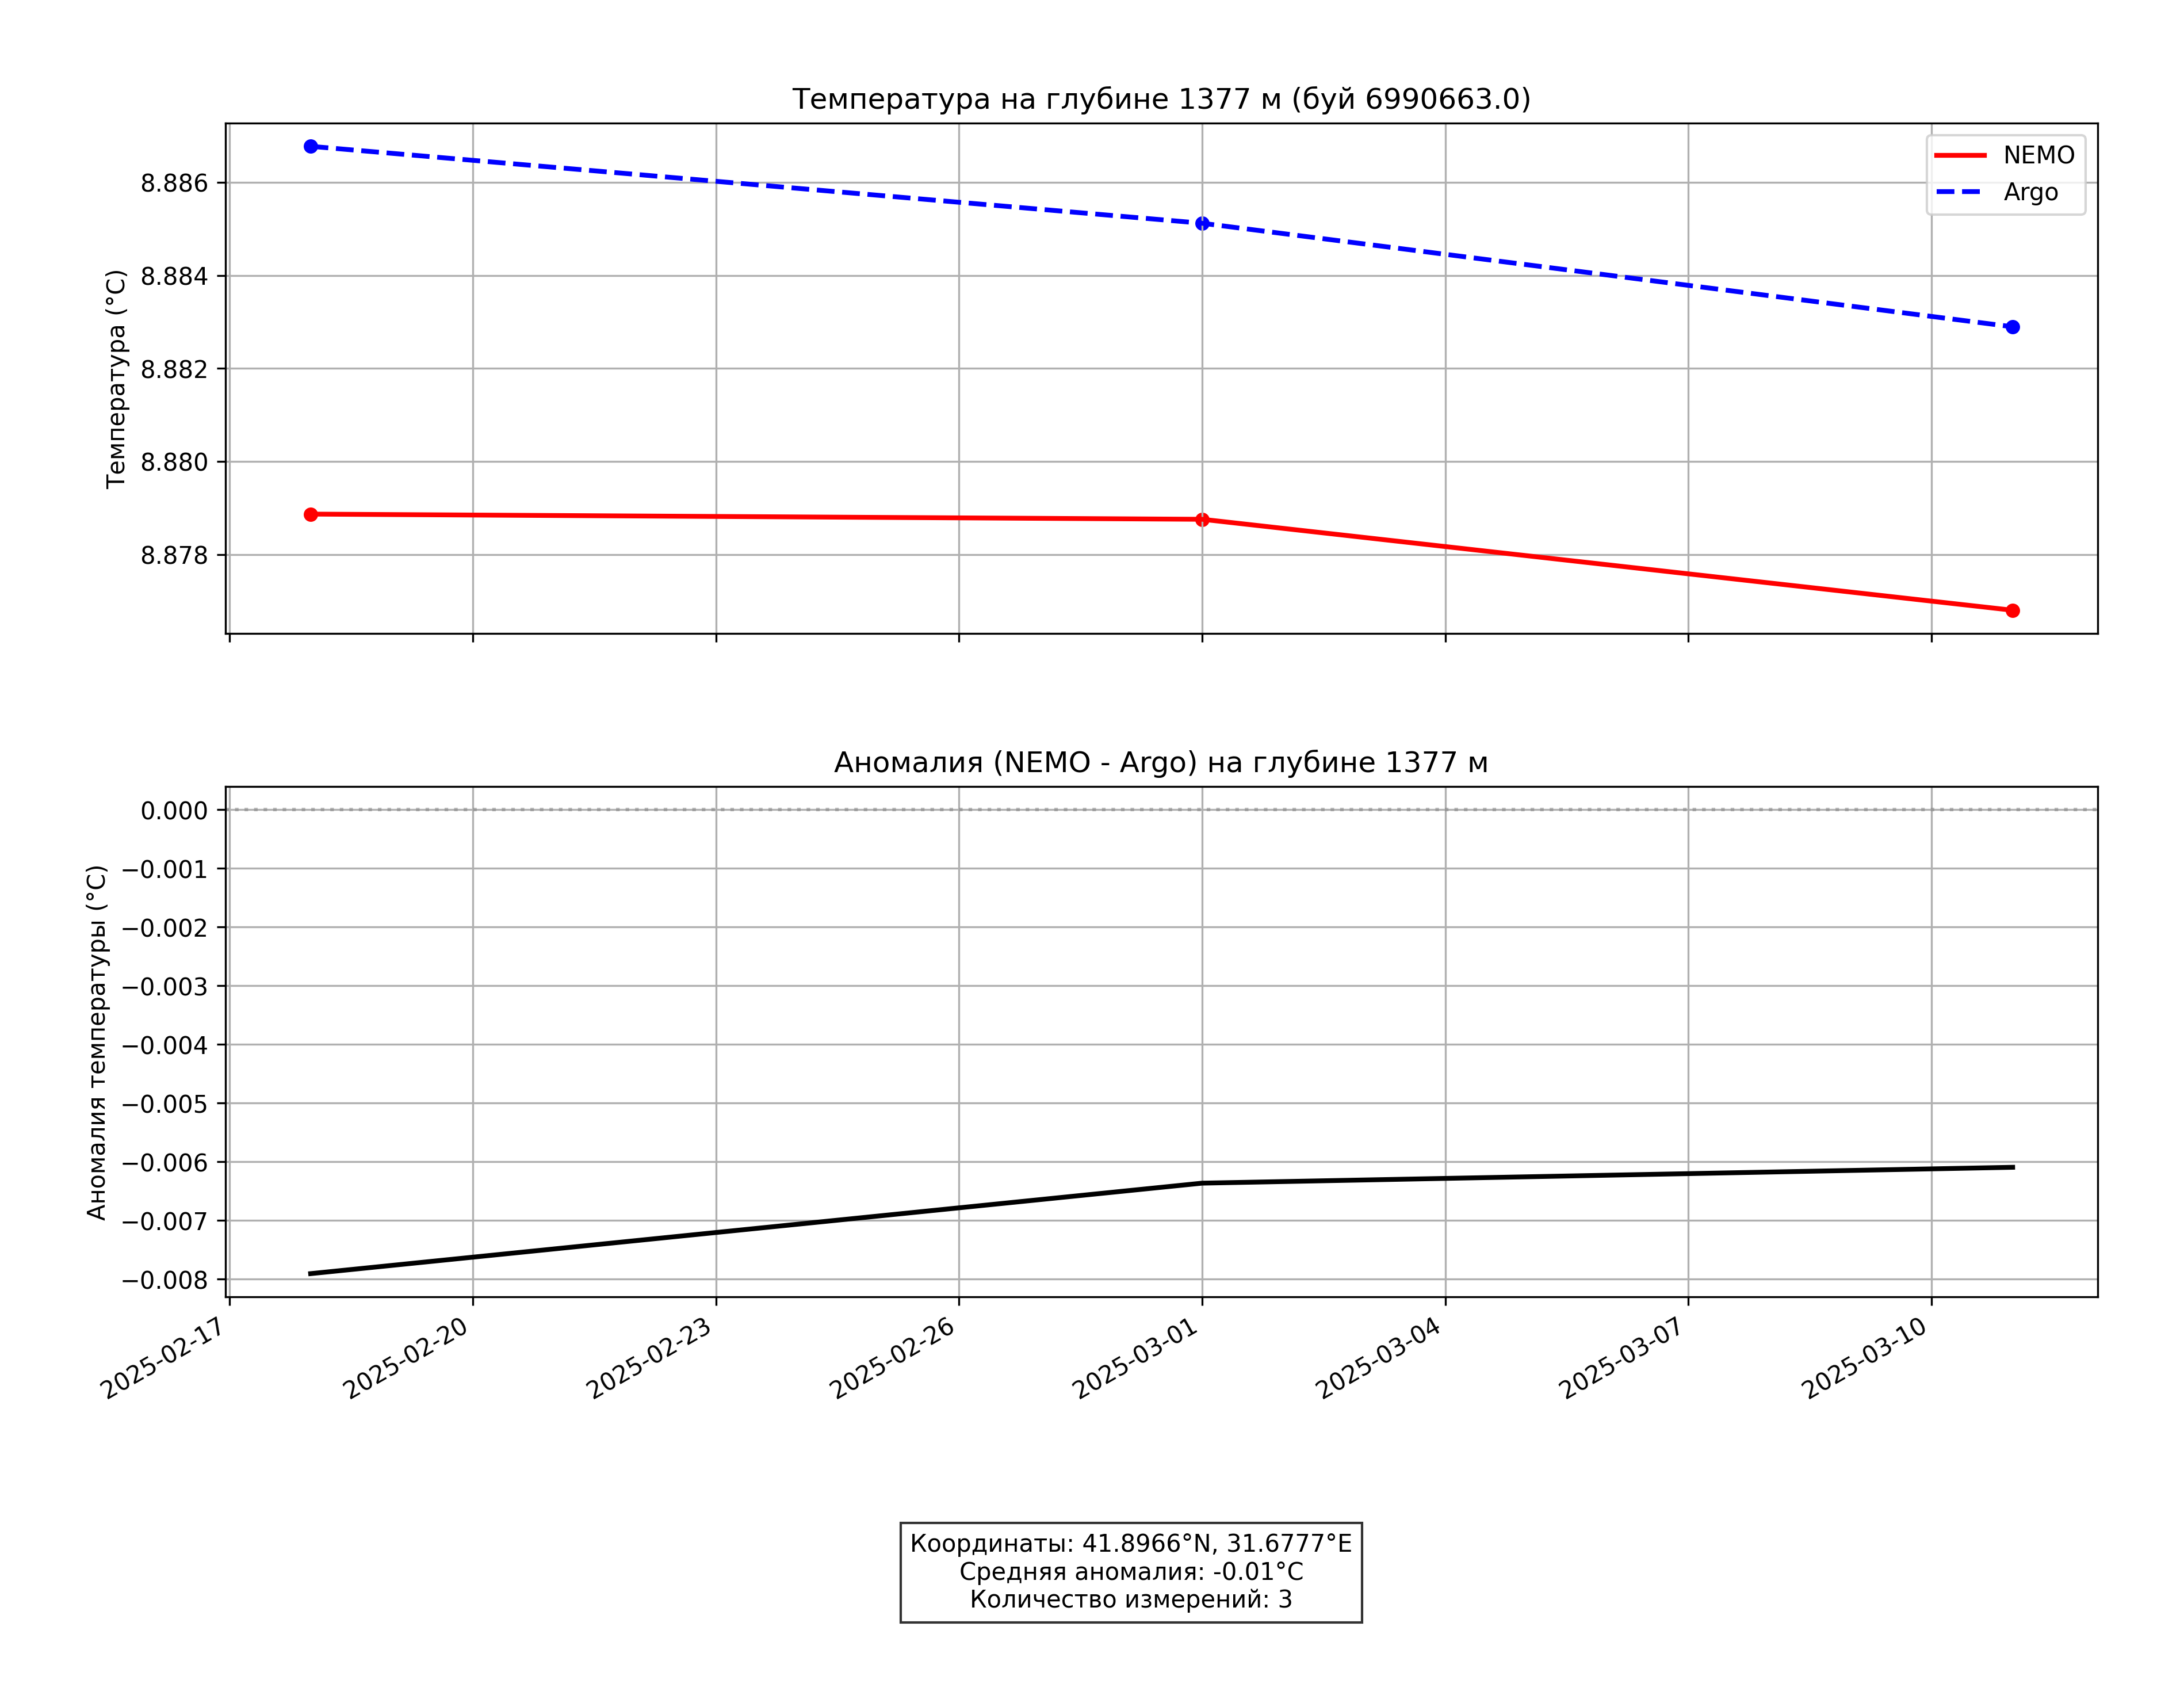 Температура на глубине 1377 м (буй 6990663.0)
Температура (°C)
8.886
8.884
8.882
8.880
8.878
NEMO
Argo
Аномалия (NEMO - Argo) на глубине 1377 м
Аномалия температуры (°C)
0.000
−0.001
−0.002
−0.003
−0.004
−0.005
−0.006
−0.007
−0.008
2025-02-17
2025-02-20
2025-02-23
2025-02-26
2025-03-01
2025-03-04
2025-03-07
2025-03-10
Координаты: 41.8966°N, 31.6777°E
Средняя аномалия: -0.01°C
Количество измерений: 3